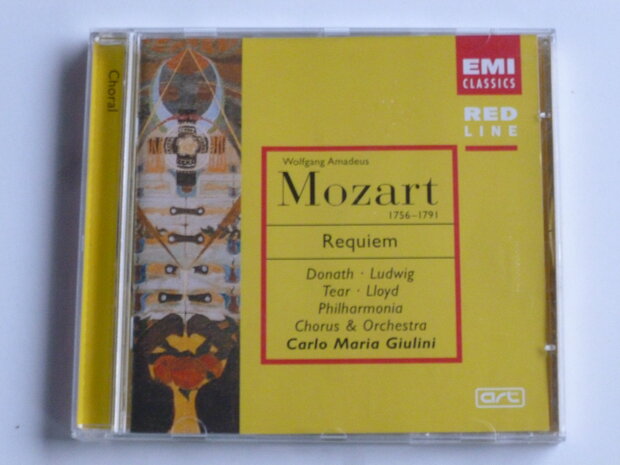 Choral
EMI
CLASSICS
RED
LINE
Wolfgang Amadeus
Mozart
1756–1791
Requiem
Donath · Ludwig
Tear · Lloyd
Philharmonia
Chorus & Orchestra
Carlo Maria Giulini
art